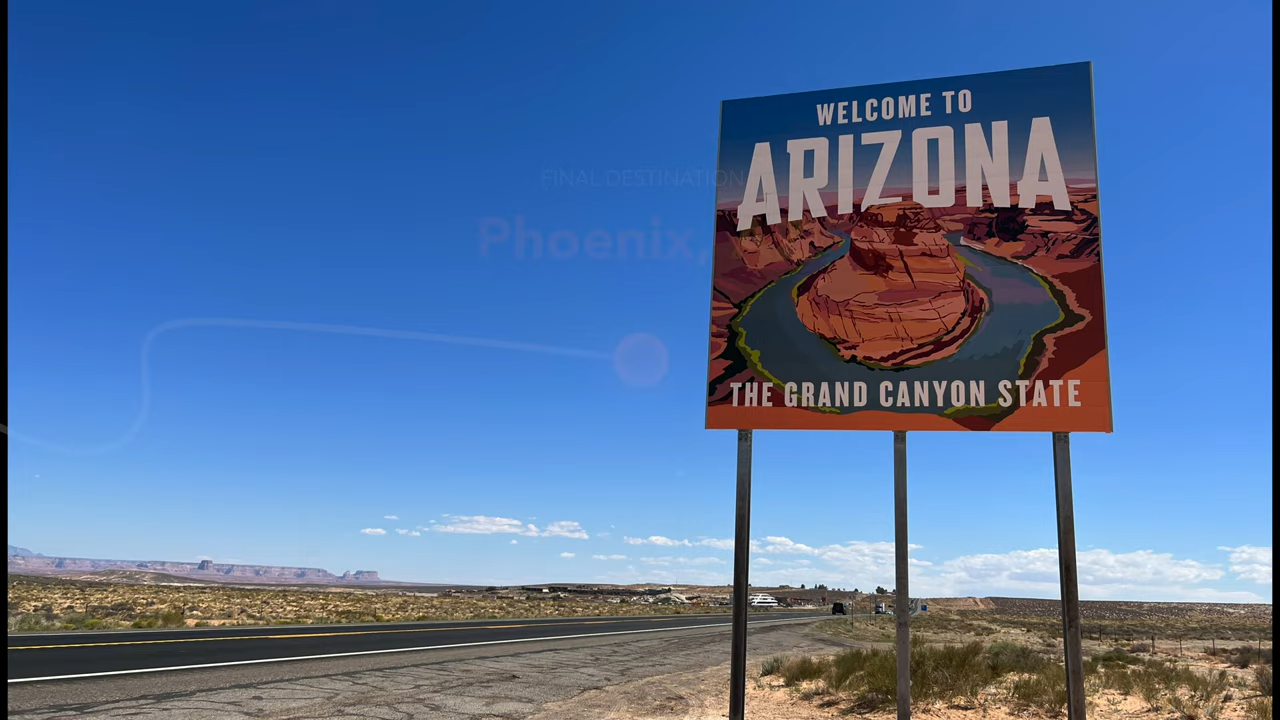 WELCOME TO
ARIZONA
FINAL DESTINATION
Phoenix,
THE GRAND CANYON STATE